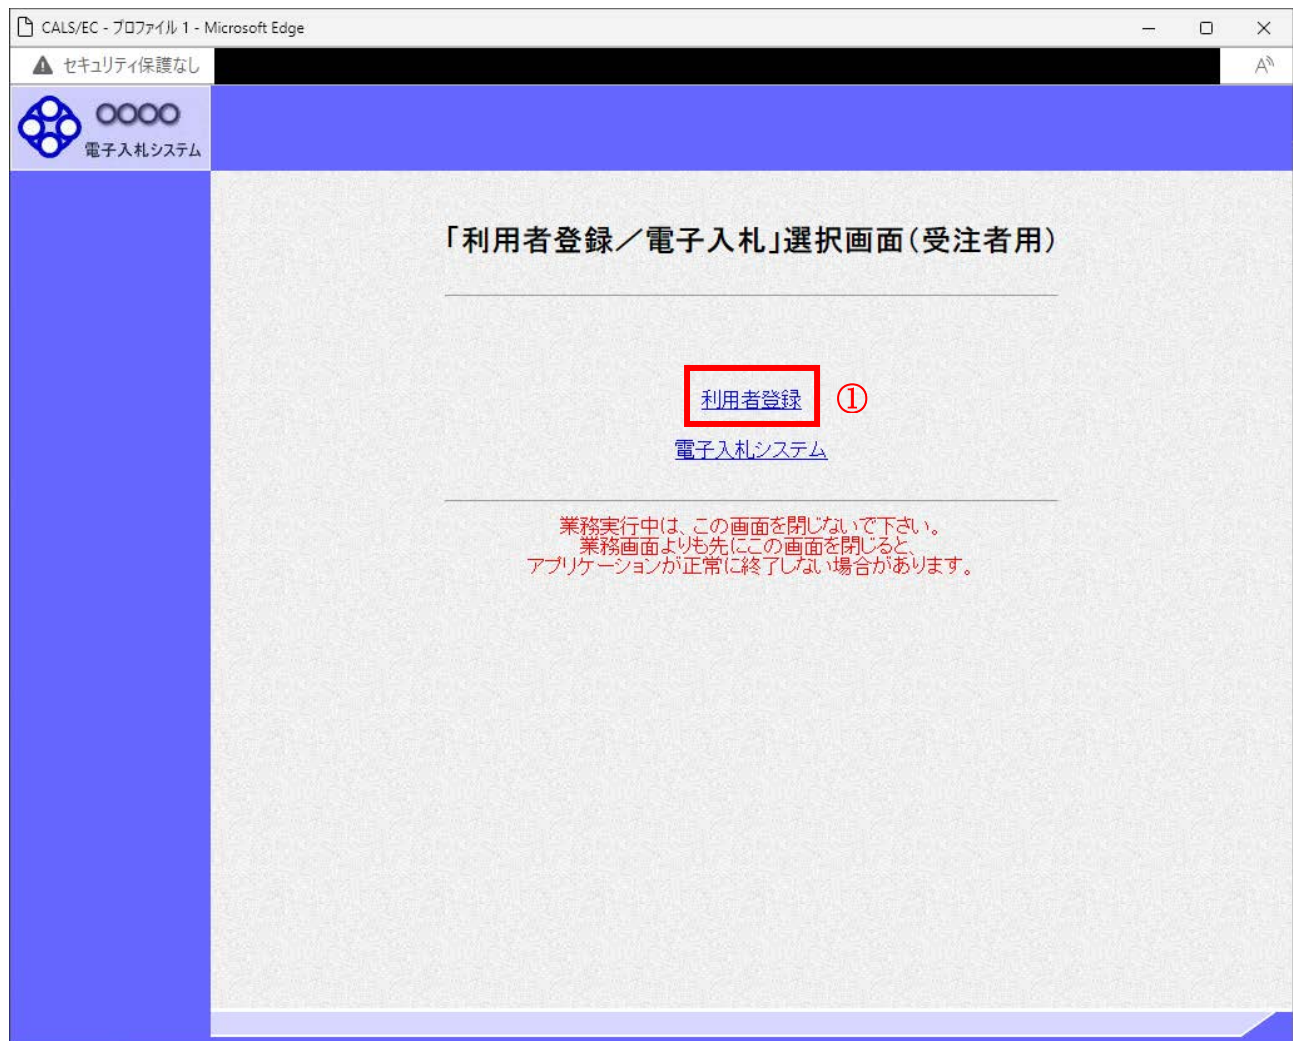 CALS/EC - プロファイル 1 - Microsoft Edge
セキュリティ保護なし
〇〇〇〇
電子入札システム
「利用者登録／電子入札」選択画面（受注者用）
利用者登録 ①
電子入札システム
業務実行中は、この画面を閉じないで下さい。
業務画面よりも先にこの画面を閉じると、
アプリケーションが正常に終了しない場合があります。